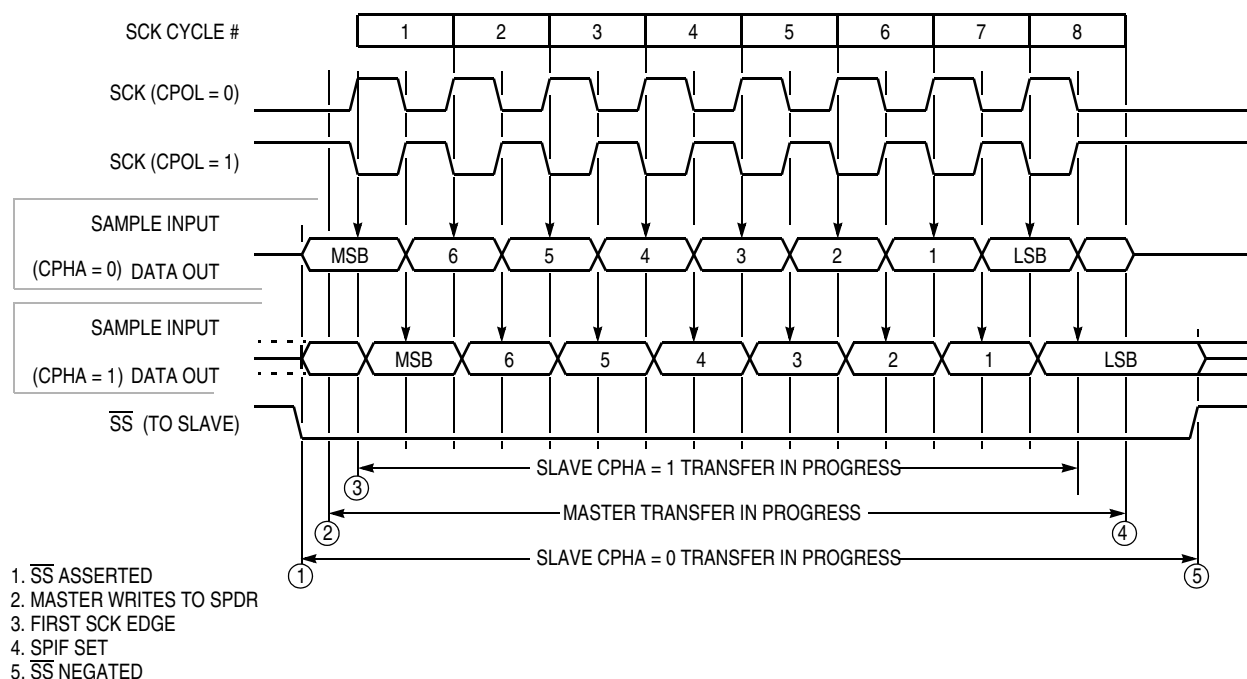 SCK CYCLE # 1 2 3 4 5 6 7 8
SCK (CPOL = 0)
SCK (CPOL = 1)
SAMPLE INPUT
(CPHA = 0) DATA OUT MSB 6 5 4 3 2 1 LSB
SAMPLE INPUT
(CPHA = 1) DATA OUT MSB 6 5 4 3 2 1 LSB
SS (TO SLAVE)
SLAVE CPHA = 1 TRANSFER IN PROGRESS
3
MASTER TRANSFER IN PROGRESS
2 4
SLAVE CPHA = 0 TRANSFER IN PROGRESS
1 5
1. SS ASSERTED
2. MASTER WRITES TO SPDR
3. FIRST SCK EDGE
4. SPIF SET
5. SS NEGATED